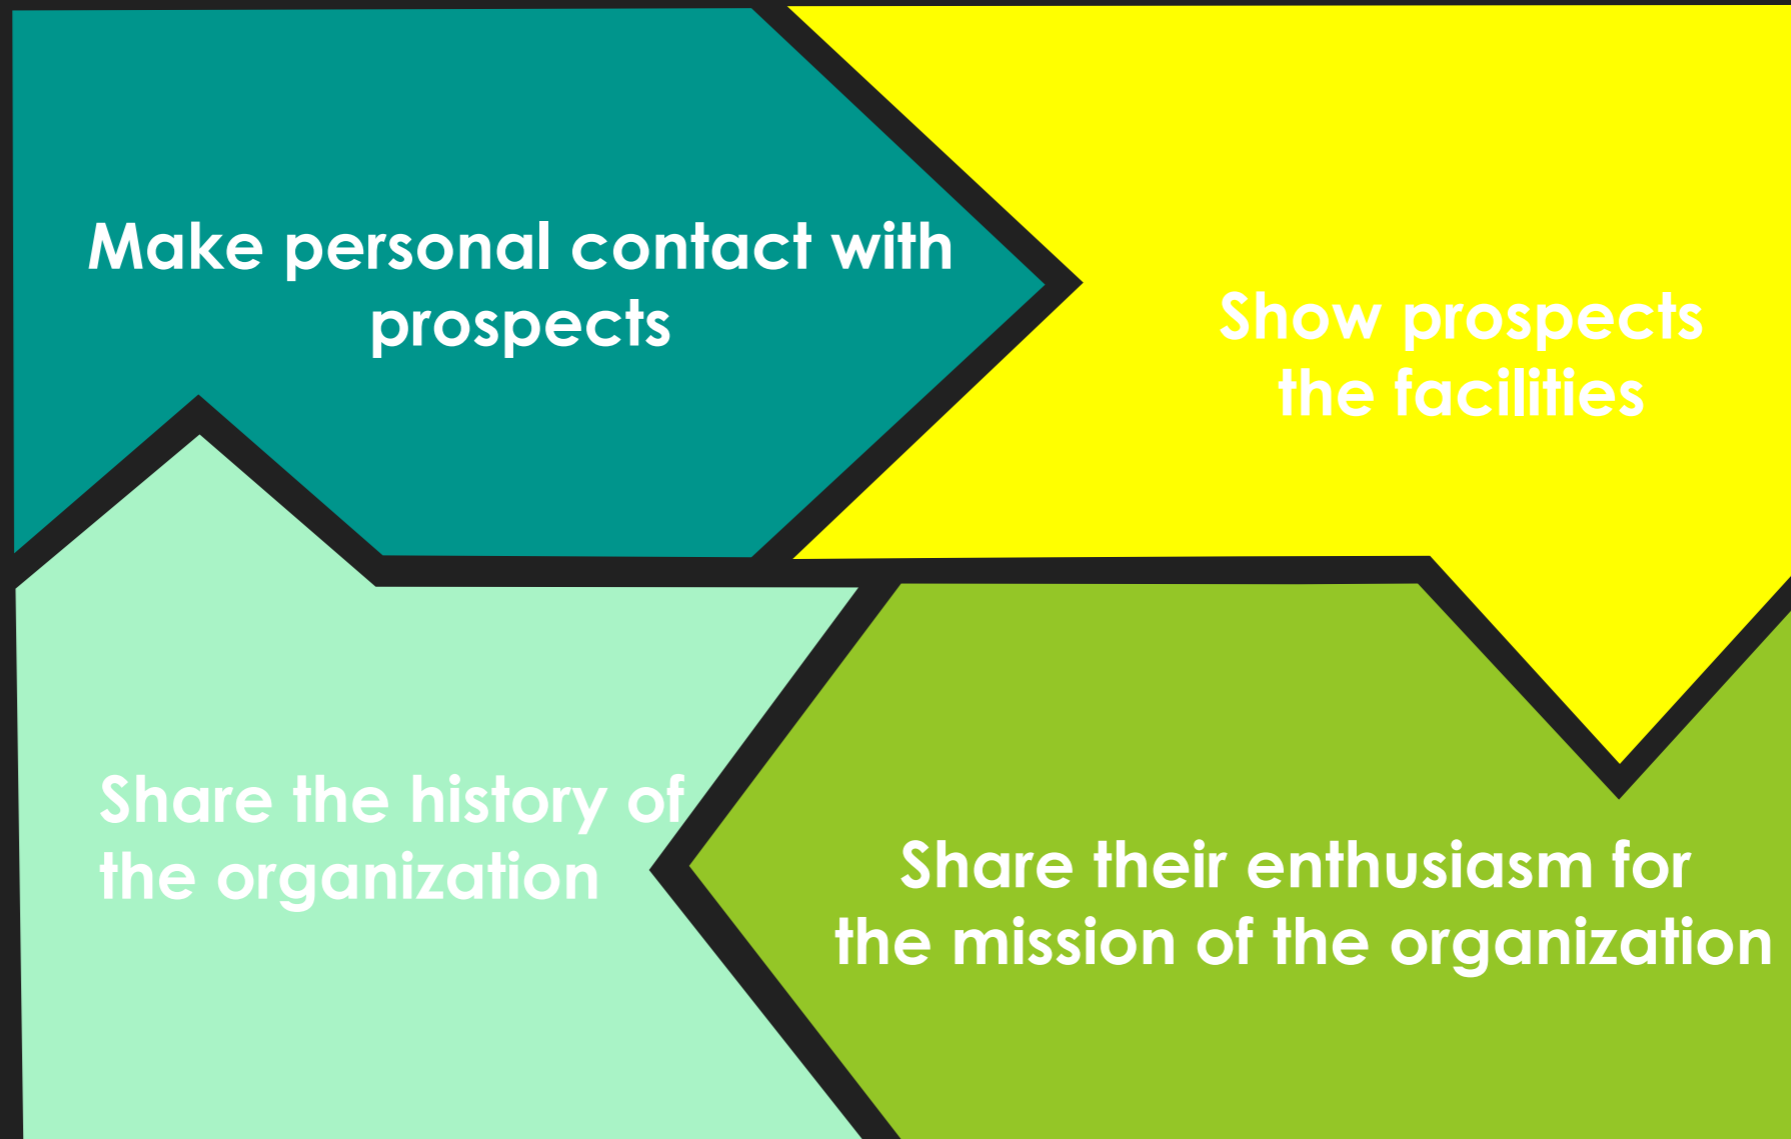 Make personal contact with
prospects
Show prospects
the facilities
Share the history of
the organization
Share their enthusiasm for
the mission of the organization